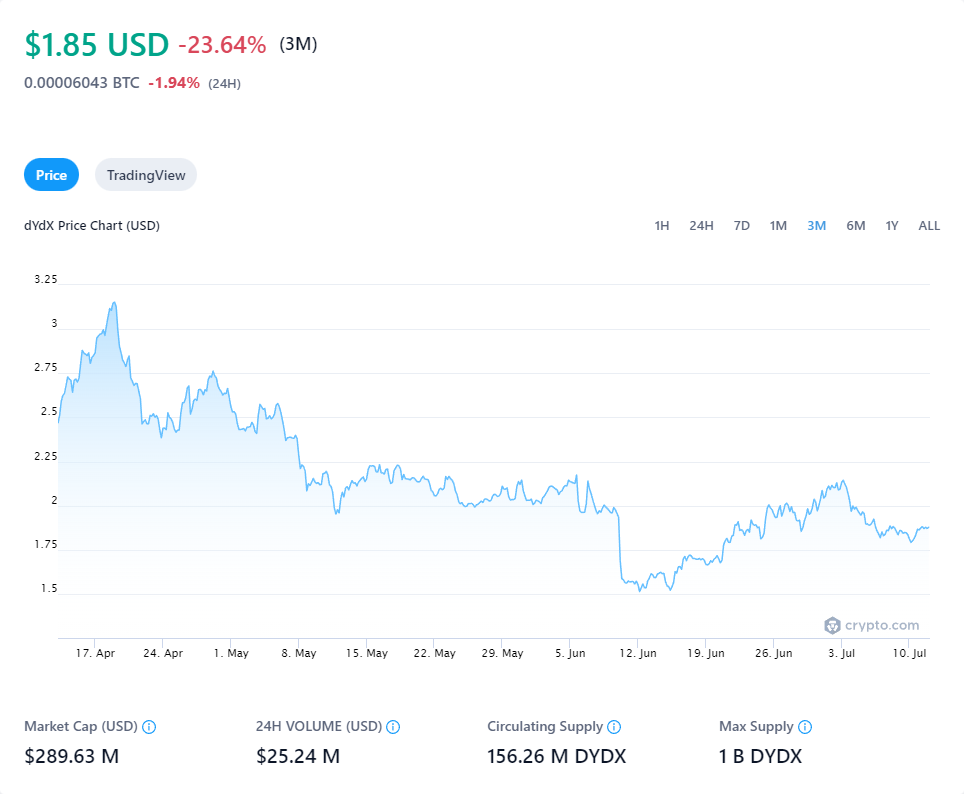 $1.85 USD -23.64% (3M)
0.00006043 BTC -1.94% (24H)
Price TradingView
dYdX Price Chart (USD) 1H 24H 7D 1M 3M 6M 1Y ALL
3.25
3
2.75
2.5
2.25
2
1.75
1.5
crypto.com
17. Apr 24. Apr 1. May 8. May 15. May 22. May 29. May 5. Jun 12. Jun 19. Jun 26. Jun 3. Jul 10. Jul
Market Cap (USD) 24H VOLUME (USD) Circulating Supply Max Supply
$289.63 M $25.24 M 156.26 M DYDX 1 B DYDX